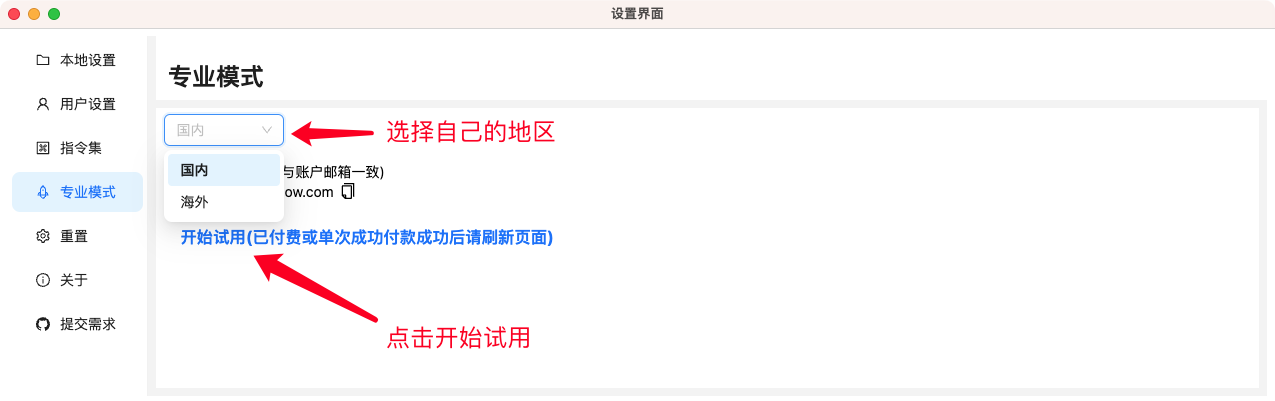 设置界面
本地设置
用户设置
指令集
专业模式
重置
关于
提交需求
专业模式
国内
选择自己的地区
国内
海外
与账户邮箱一致)
ow.com
开始试用(已付费或单次成功付款成功后请刷新页面)
点击开始试用